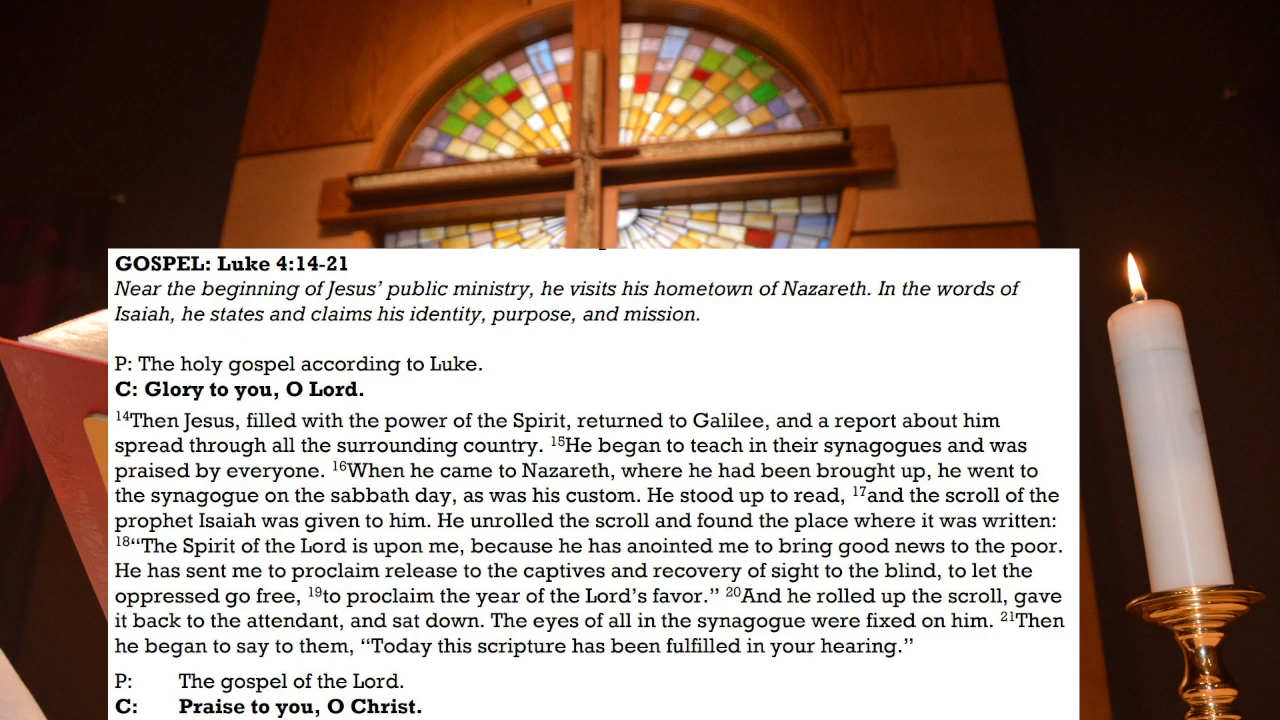 GOSPEL: Luke 4:14-21
Near the beginning of Jesus’ public ministry, he visits his hometown of Nazareth. In the words of
Isaiah, he states and claims his identity, purpose, and mission.
P: The holy gospel according to Luke.
C: Glory to you, O Lord.
¹⁴Then Jesus, filled with the power of the Spirit, returned to Galilee, and a report about him
spread through all the surrounding country. ¹⁵He began to teach in their synagogues and was
praised by everyone. ¹⁶When he came to Nazareth, where he had been brought up, he went to
the synagogue on the sabbath day, as was his custom. He stood up to read, ¹⁷and the scroll of the
prophet Isaiah was given to him. He unrolled the scroll and found the place where it was written:
¹⁸“The Spirit of the Lord is upon me, because he has anointed me to bring good news to the poor.
He has sent me to proclaim release to the captives and recovery of sight to the blind, to let the
oppressed go free, ¹⁹to proclaim the year of the Lord’s favor.” ²⁰And he rolled up the scroll, gave
it back to the attendant, and sat down. The eyes of all in the synagogue were fixed on him. ²¹Then
he began to say to them, “Today this scripture has been fulfilled in your hearing.”
P: The gospel of the Lord.
C: Praise to you, O Christ.